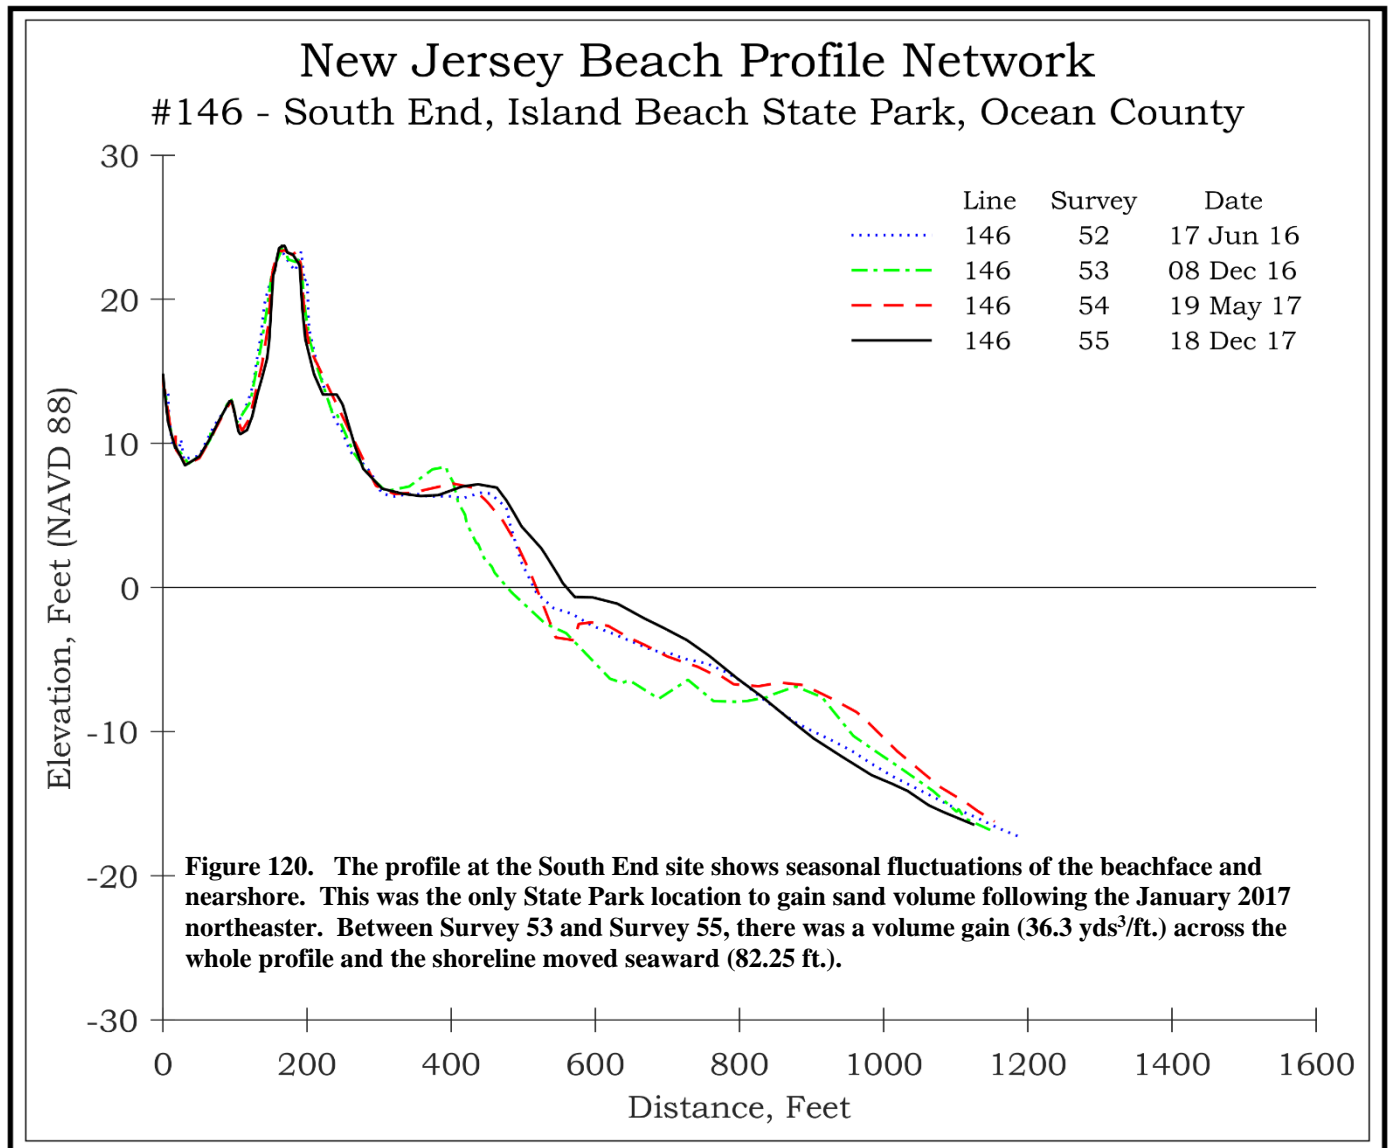 New Jersey Beach Profile Network
#146 - South End, Island Beach State Park, Ocean County
Line Survey Date
146 52 17 Jun 16
146 53 08 Dec 16
146 54 19 May 17
146 55 18 Dec 17
Elevation, Feet (NAVD 88)
30
20
10
0
-10
-20
-30
Figure 120. The profile at the South End site shows seasonal fluctuations of the beachface and
nearshore. This was the only State Park location to gain sand volume following the January 2017
northeaster. Between Survey 53 and Survey 55, there was a volume gain (36.3 yds³/ft.) across the
whole profile and the shoreline moved seaward (82.25 ft.).
0 200 400 600 800 1000 1200 1400 1600
Distance, Feet